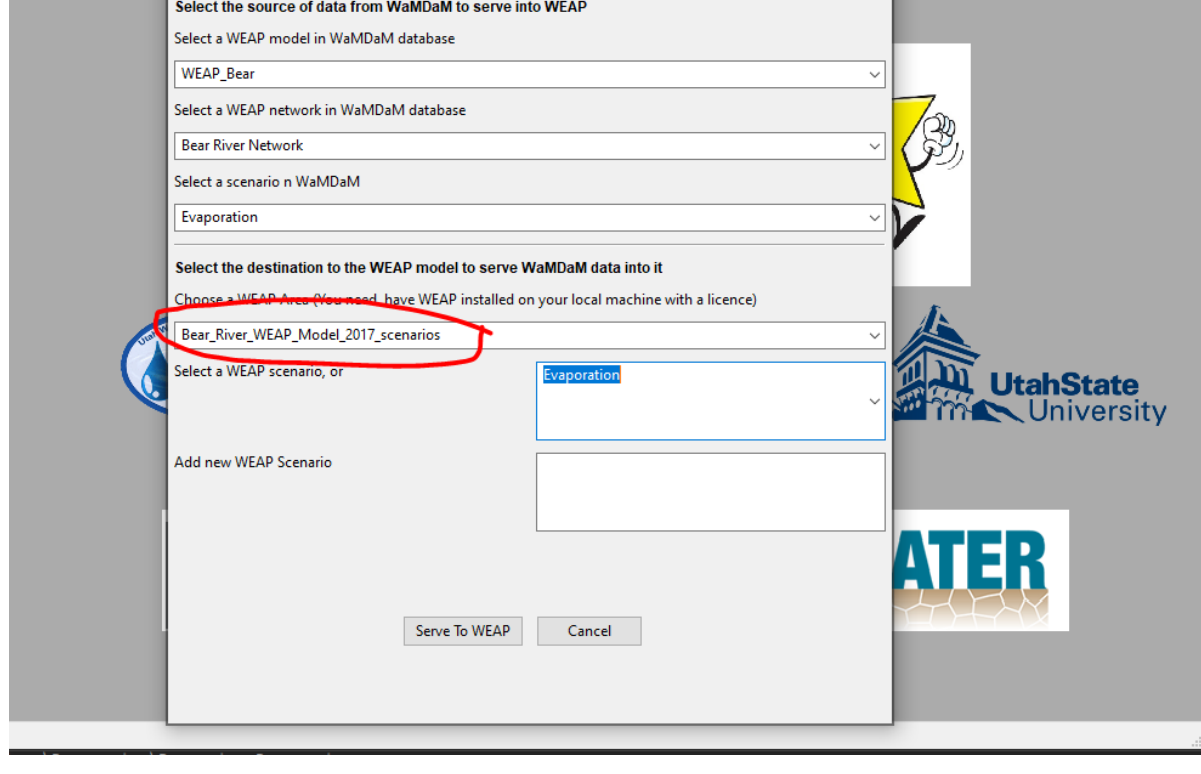 Select the source of data from WaMDaM to serve into WEAP
Select a WEAP model in WaMDaM database
WEAP_Bear
Select a WEAP network in WaMDaM database
Bear River Network
Select a scenario n WaMDaM
Evaporation
Select the destination to the WEAP model to serve WaMDaM data into it
Choose a WEAP Area (You need have WEAP installed on your local machine with a licence)
Bear_River_WEAP_Model_2017_scenarios
Select a WEAP scenario, or
Evaporation
UtahState
University
Add new WEAP Scenario
ATER
Serve To WEAP
Cancel